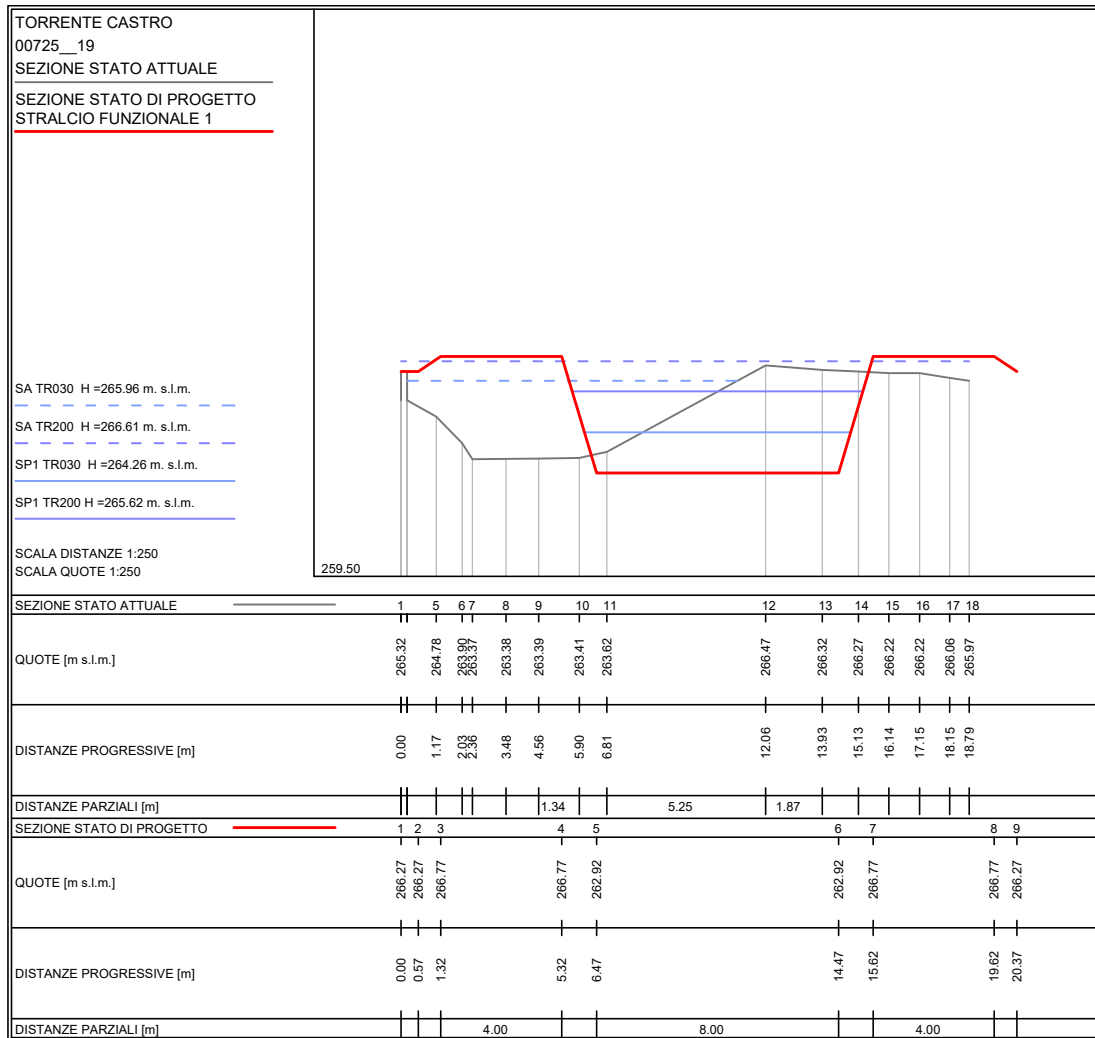 TORRENTE CASTRO
00725__19
SEZIONE STATO ATTUALE
SEZIONE STATO DI PROGETTO
STRALCIO FUNZIONALE 1
SA TR030 H =265.96 m. s.l.m.
SA TR200 H =266.61 m. s.l.m.
SP1 TR030 H =264.26 m. s.l.m.
SP1 TR200 H =265.62 m. s.l.m.
SCALA DISTANZE 1:250
SCALA QUOTE 1:250
259.50
SEZIONE STATO ATTUALE 1 5 6 7 8 9 10 11 12 13 14 15 16 17 18
QUOTE [m s.l.m.] 265.32 264.78 263.90 263.37 263.38 263.39 263.41 263.62 266.47 266.32 266.27 266.22 266.22 266.06 265.97
DISTANZE PROGRESSIVE [m] 0.00 1.17 2.03 2.36 3.48 4.56 5.90 6.81 12.06 13.93 15.13 16.14 17.15 18.15 18.79
DISTANZE PARZIALI [m] 1.34 5.25 1.87
SEZIONE STATO DI PROGETTO 1 2 3 4 5 6 7 8 9
QUOTE [m s.l.m.] 266.27 266.27 266.77 266.77 262.92 262.92 266.77 266.77 266.27
DISTANZE PROGRESSIVE [m] 0.00 0.57 1.32 5.32 6.47 14.47 15.62 19.62 20.37
DISTANZE PARZIALI [m] 4.00 8.00 4.00